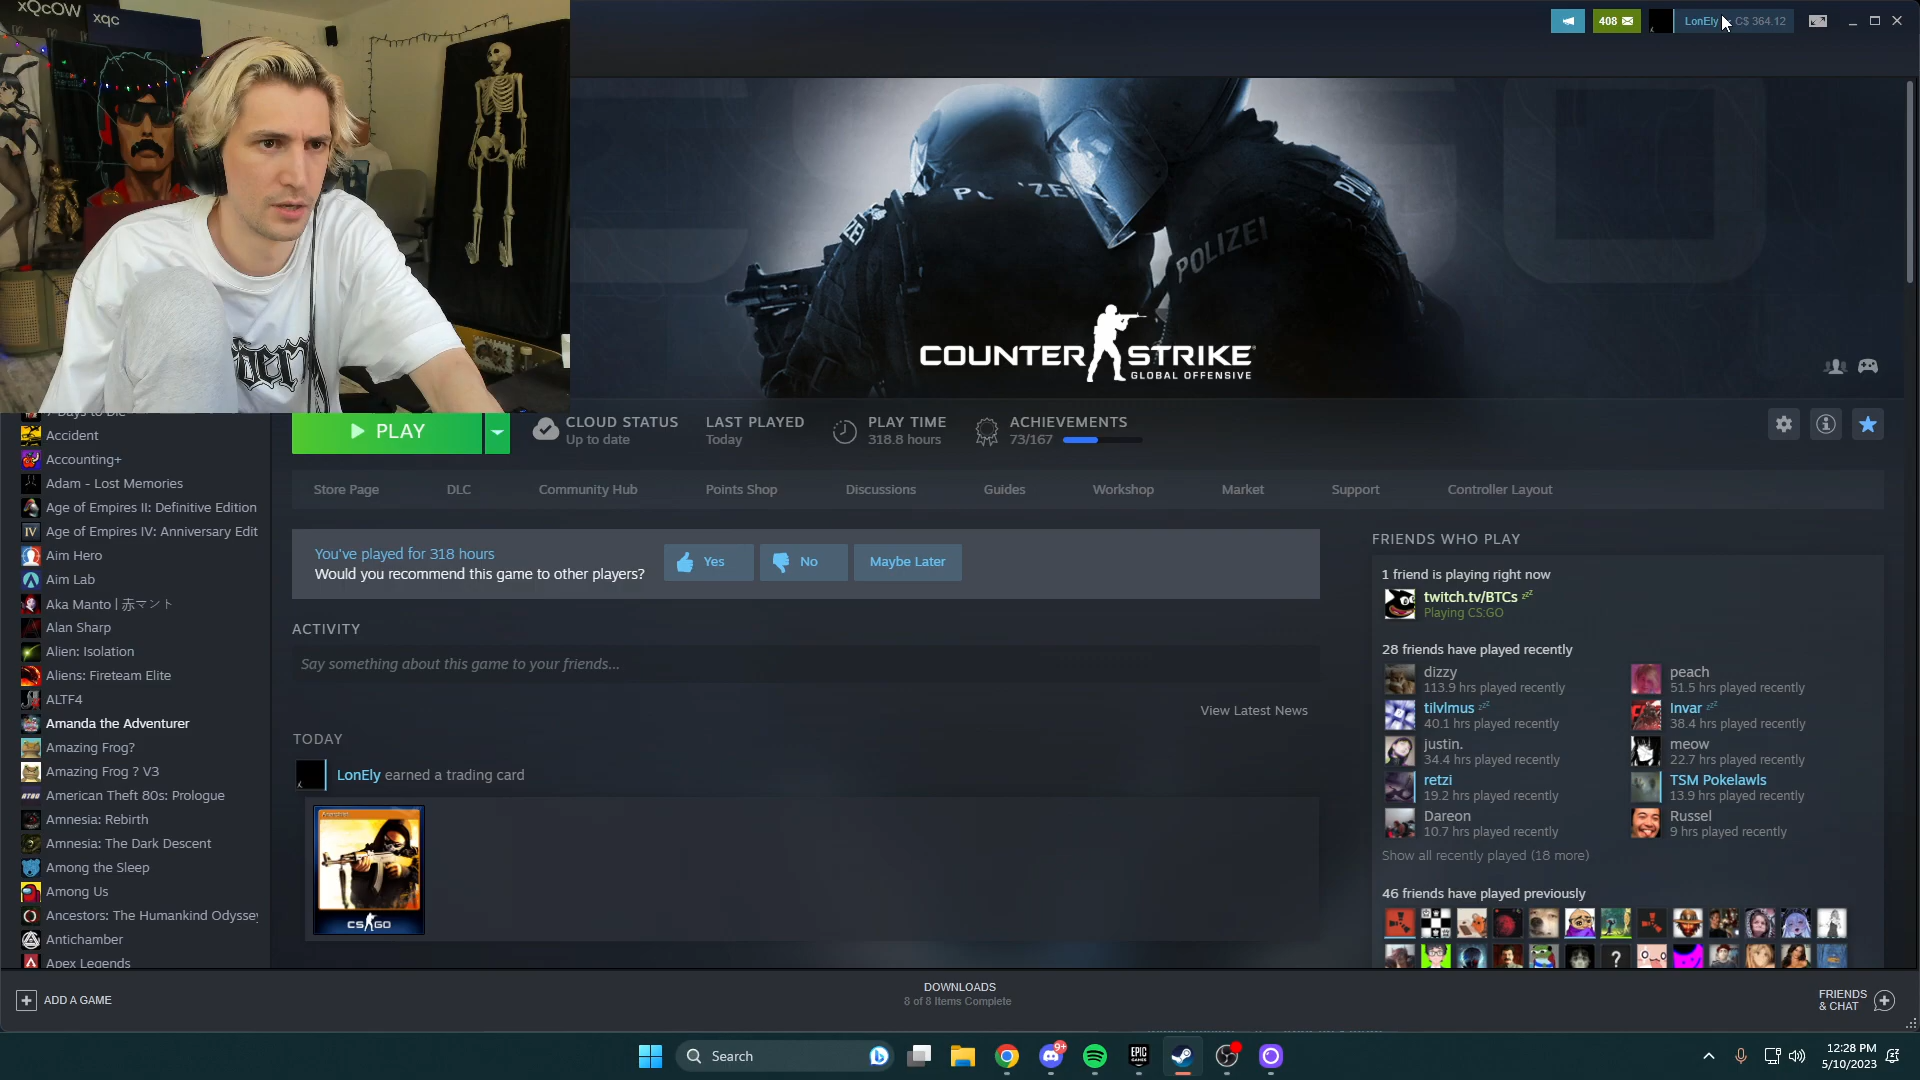 xQcOW
xqc
408
LonEly
C$ 364.12
POLIZEI
COUNTER STRIKE
GLOBAL OFFENSIVE
PLAY
CLOUD STATUS
Up to date
LAST PLAYED
Today
PLAY TIME
318.8 hours
ACHIEVEMENTS
73/167
7 Days to Die
Accident
Accounting+
Adam - Lost Memories
Age of Empires II: Definitive Edition
Age of Empires IV: Anniversary Edit
Aim Hero
Aim Lab
Aka Manto | 赤マント
Alan Sharp
Alien: Isolation
Aliens: Fireteam Elite
ALTF4
Amanda the Adventurer
Amazing Frog?
Amazing Frog ? V3
American Theft 80s: Prologue
Amnesia: Rebirth
Amnesia: The Dark Descent
Among the Sleep
Among Us
Ancestors: The Humankind Odyssey
Antichamber
Apex Legends
Store Page
DLC
Community Hub
Points Shop
Discussions
Guides
Workshop
Market
Support
Controller Layout
You've played for 318 hours
Would you recommend this game to other players?
Yes
No
Maybe Later
ACTIVITY
Say something about this game to your friends...
View Latest News
TODAY
LonEly earned a trading card
CS GO
FRIENDS WHO PLAY
1 friend is playing right now
twitch.tv/BTCs zzz
Playing CS:GO
28 friends have played recently
dizzy
113.9 hrs played recently
peach
51.5 hrs played recently
tilvlmus zzz
40.1 hrs played recently
Invar zzz
38.4 hrs played recently
justin.
34.4 hrs played recently
meow
22.7 hrs played recently
retzi
19.2 hrs played recently
TSM Pokelawls
13.9 hrs played recently
Dareon
10.7 hrs played recently
Russel
9 hrs played recently
Show all recently played (18 more)
46 friends have played previously
ADD A GAME
DOWNLOADS
8 of 8 Items Complete
FRIENDS
& CHAT
Search
9+
EPIC
GAMES
12:28 PM
5/10/2023